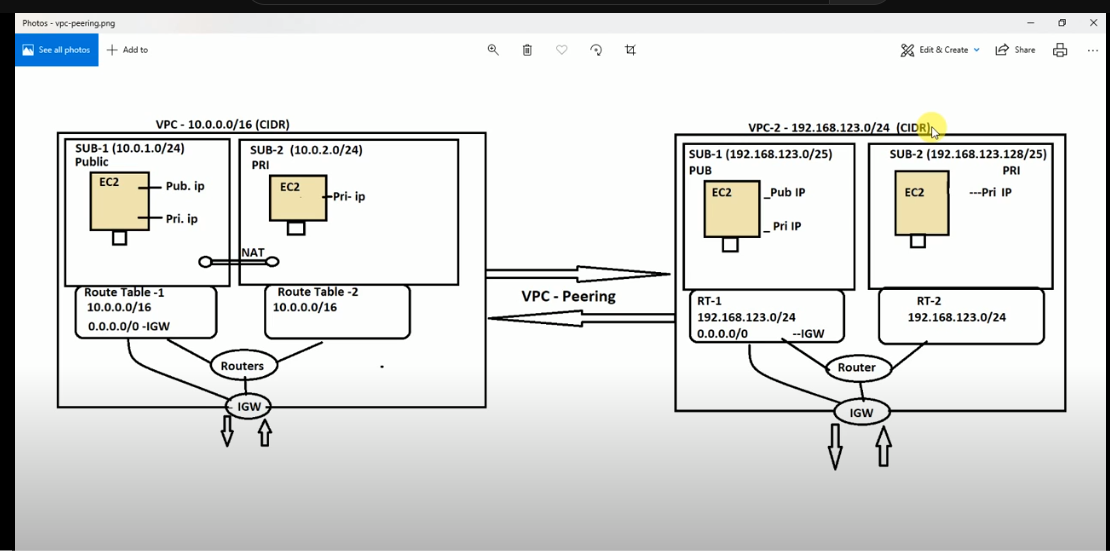 Photos - vpc-peering.png
See all photos
Add to
Edit & Create
Share
VPC - 10.0.0.0/16 (CIDR)
SUB-1 (10.0.1.0/24)
Public
EC2
Pub. ip
Pri. ip
SUB-2 (10.0.2.0/24)
PRI
EC2
Pri- ip
NAT
Route Table -1
10.0.0.0/16
0.0.0.0/0 -IGW
Route Table -2
10.0.0.0/16
Routers
IGW
VPC - Peering
VPC-2 - 192.168.123.0/24 (CIDR)
SUB-1 (192.168.123.0/25)
PUB
EC2
_Pub IP
_ Pri IP
SUB-2 (192.168.123.128/25)
PRI
EC2
---Pri IP
RT-1
192.168.123.0/24
0.0.0.0/0 --IGW
RT-2
192.168.123.0/24
Router
IGW